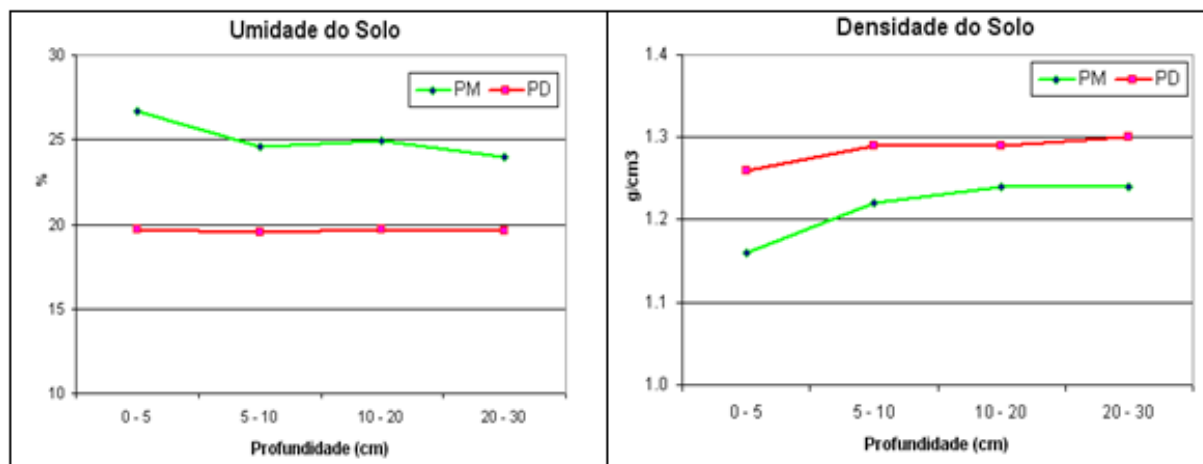 Umidade do Solo
30
25
20
15
10
%
PM
PD
0 - 5
5 - 10
10 - 20
20 - 30
Profundidade (cm)
Densidade do Solo
1.4
1.3
1.2
1.1
1.0
g/cm3
PM
PD
0 - 5
5 - 10
10 - 20
20 - 30
Profundidade (cm)